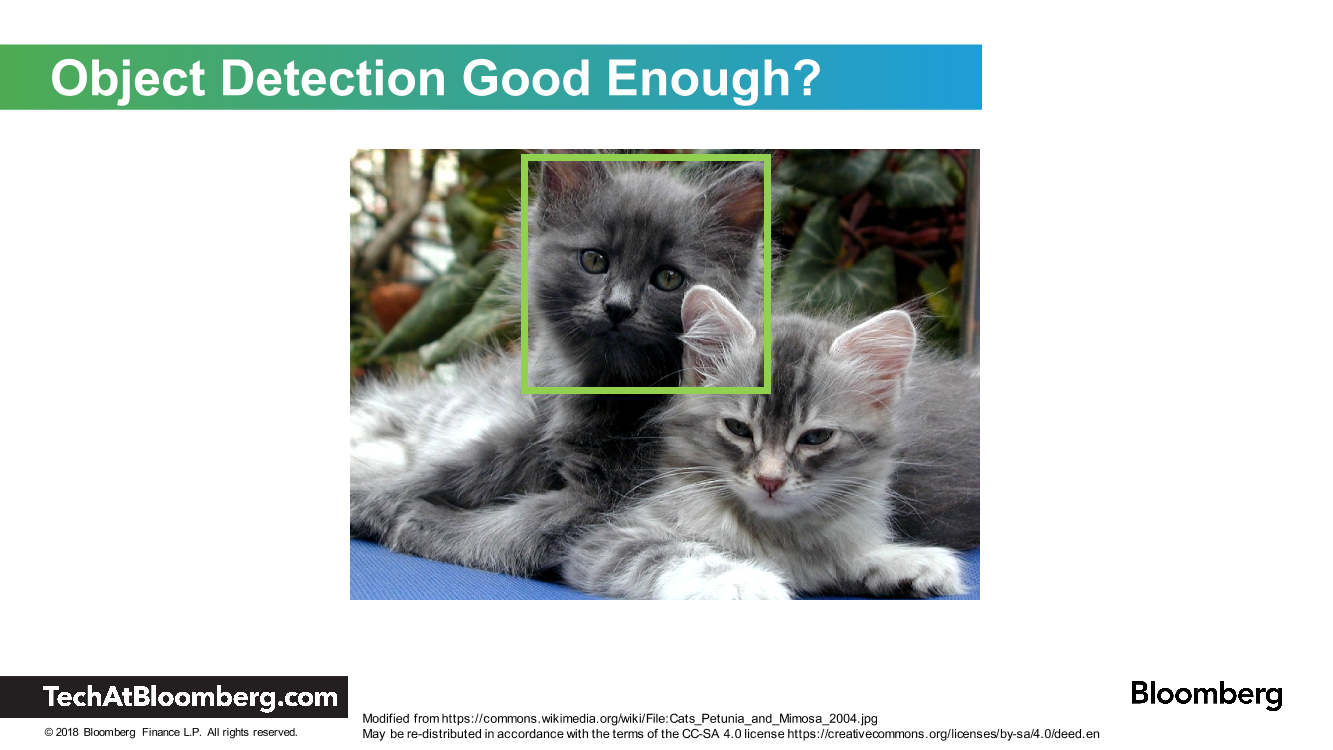 Object Detection Good Enough?
TechAtBloomberg.com
Bloomberg
© 2018 Bloomberg Finance L.P. All rights reserved.
Modified from https://commons.wikimedia.org/wiki/File:Cats_Petunia_and_Mimosa_2004.jpg
May be re-distributed in accordance with the terms of the CC-SA 4.0 license https://creativecommons.org/licenses/by-sa/4.0/deed.en